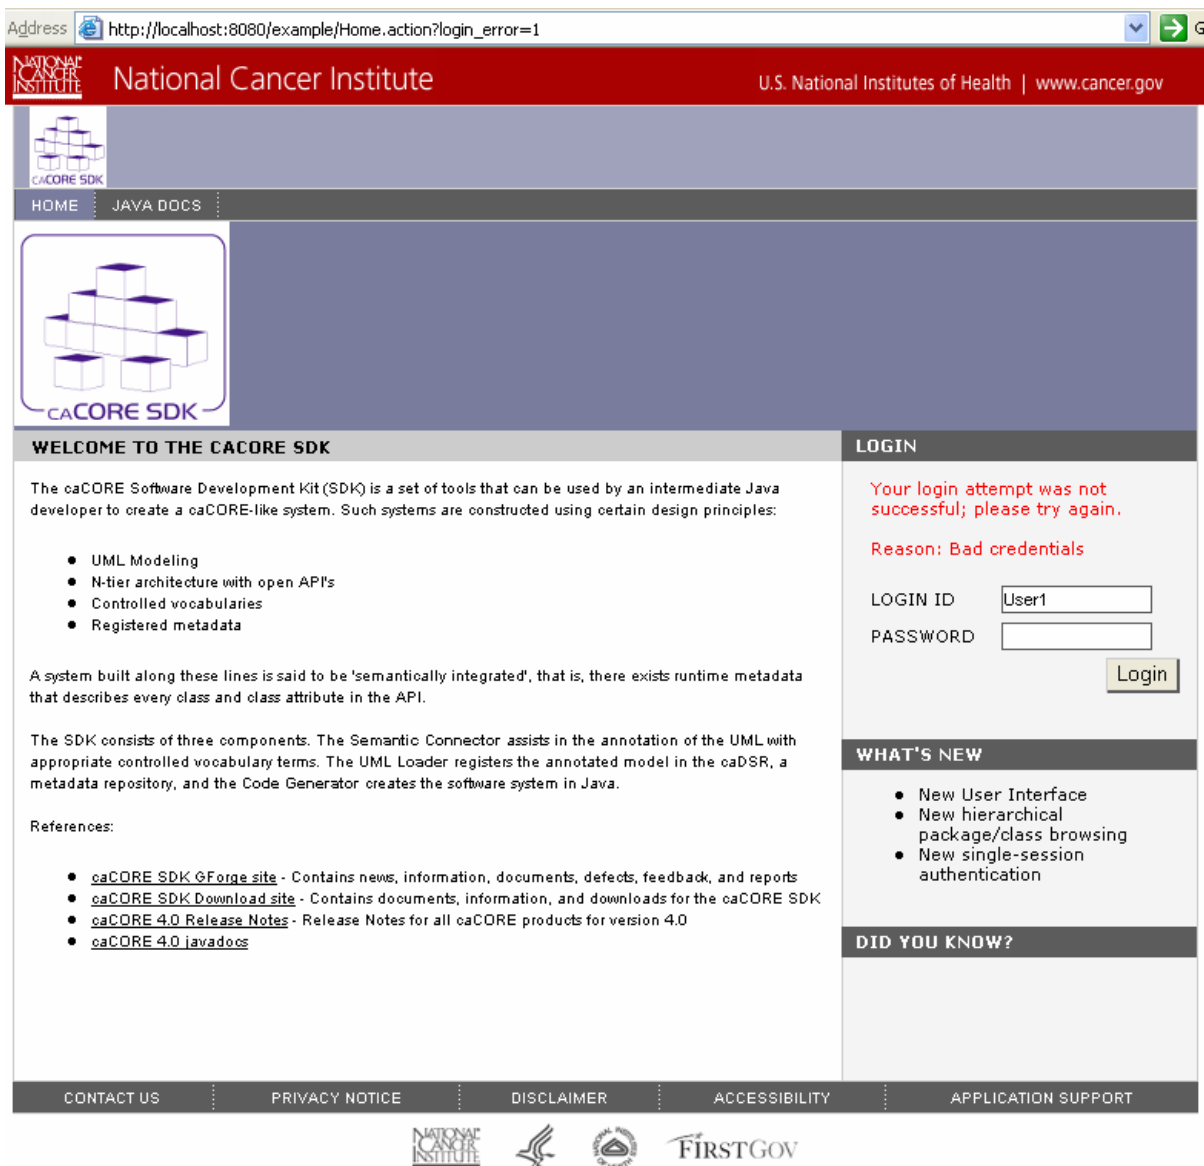 Address http://localhost:8080/example/Home.action?login_error=1 G
NATIONAL CANCER INSTITUTE National Cancer Institute U.S. National Institutes of Health | www.cancer.gov
caCORE SDK
HOME JAVA DOCS
caCORE SDK
WELCOME TO THE CACORE SDK
The caCORE Software Development Kit (SDK) is a set of tools that can be used by an intermediate Java
developer to create a caCORE-like system. Such systems are constructed using certain design principles:
● UML Modeling
● N-tier architecture with open API's
● Controlled vocabularies
● Registered metadata
A system built along these lines is said to be 'semantically integrated', that is, there exists runtime metadata
that describes every class and class attribute in the API.
The SDK consists of three components. The Semantic Connector assists in the annotation of the UML with
appropriate controlled vocabulary terms. The UML Loader registers the annotated model in the caDSR, a
metadata repository, and the Code Generator creates the software system in Java.
References:
● caCORE SDK GForge site - Contains news, information, documents, defects, feedback, and reports
● caCORE SDK Download site - Contains documents, information, and downloads for the caCORE SDK
● caCORE 4.0 Release Notes - Release Notes for all caCORE products for version 4.0
● caCORE 4.0 javadocs
LOGIN
Your login attempt was not
successful; please try again.
Reason: Bad credentials
LOGIN ID User1
PASSWORD
Login
WHAT'S NEW
● New User Interface
● New hierarchical
package/class browsing
● New single-session
authentication
DID YOU KNOW?
CONTACT US PRIVACY NOTICE DISCLAIMER ACCESSIBILITY APPLICATION SUPPORT
NATIONAL CANCER INSTITUTE FIRSTGOV